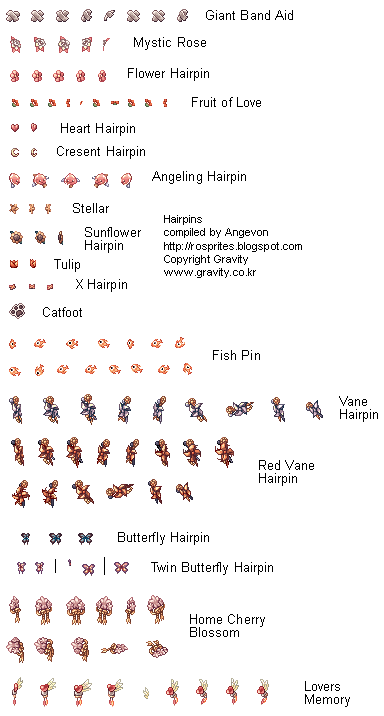 Giant Band Aid
Mystic Rose
Flower Hairpin
Fruit of Love
Heart Hairpin
Cresent Hairpin
Angeling Hairpin
Stellar
Hairpins
compiled by Angevon
http://rosprites.blogspot.com
Copyright Gravity
www.gravity.co.kr
Sunflower
Hairpin
Tulip
X Hairpin
Catfoot
Fish Pin
Vane
Hairpin
Red Vane
Hairpin
Butterfly Hairpin
Twin Butterfly Hairpin
Home Cherry
Blossom
Lovers
Memory